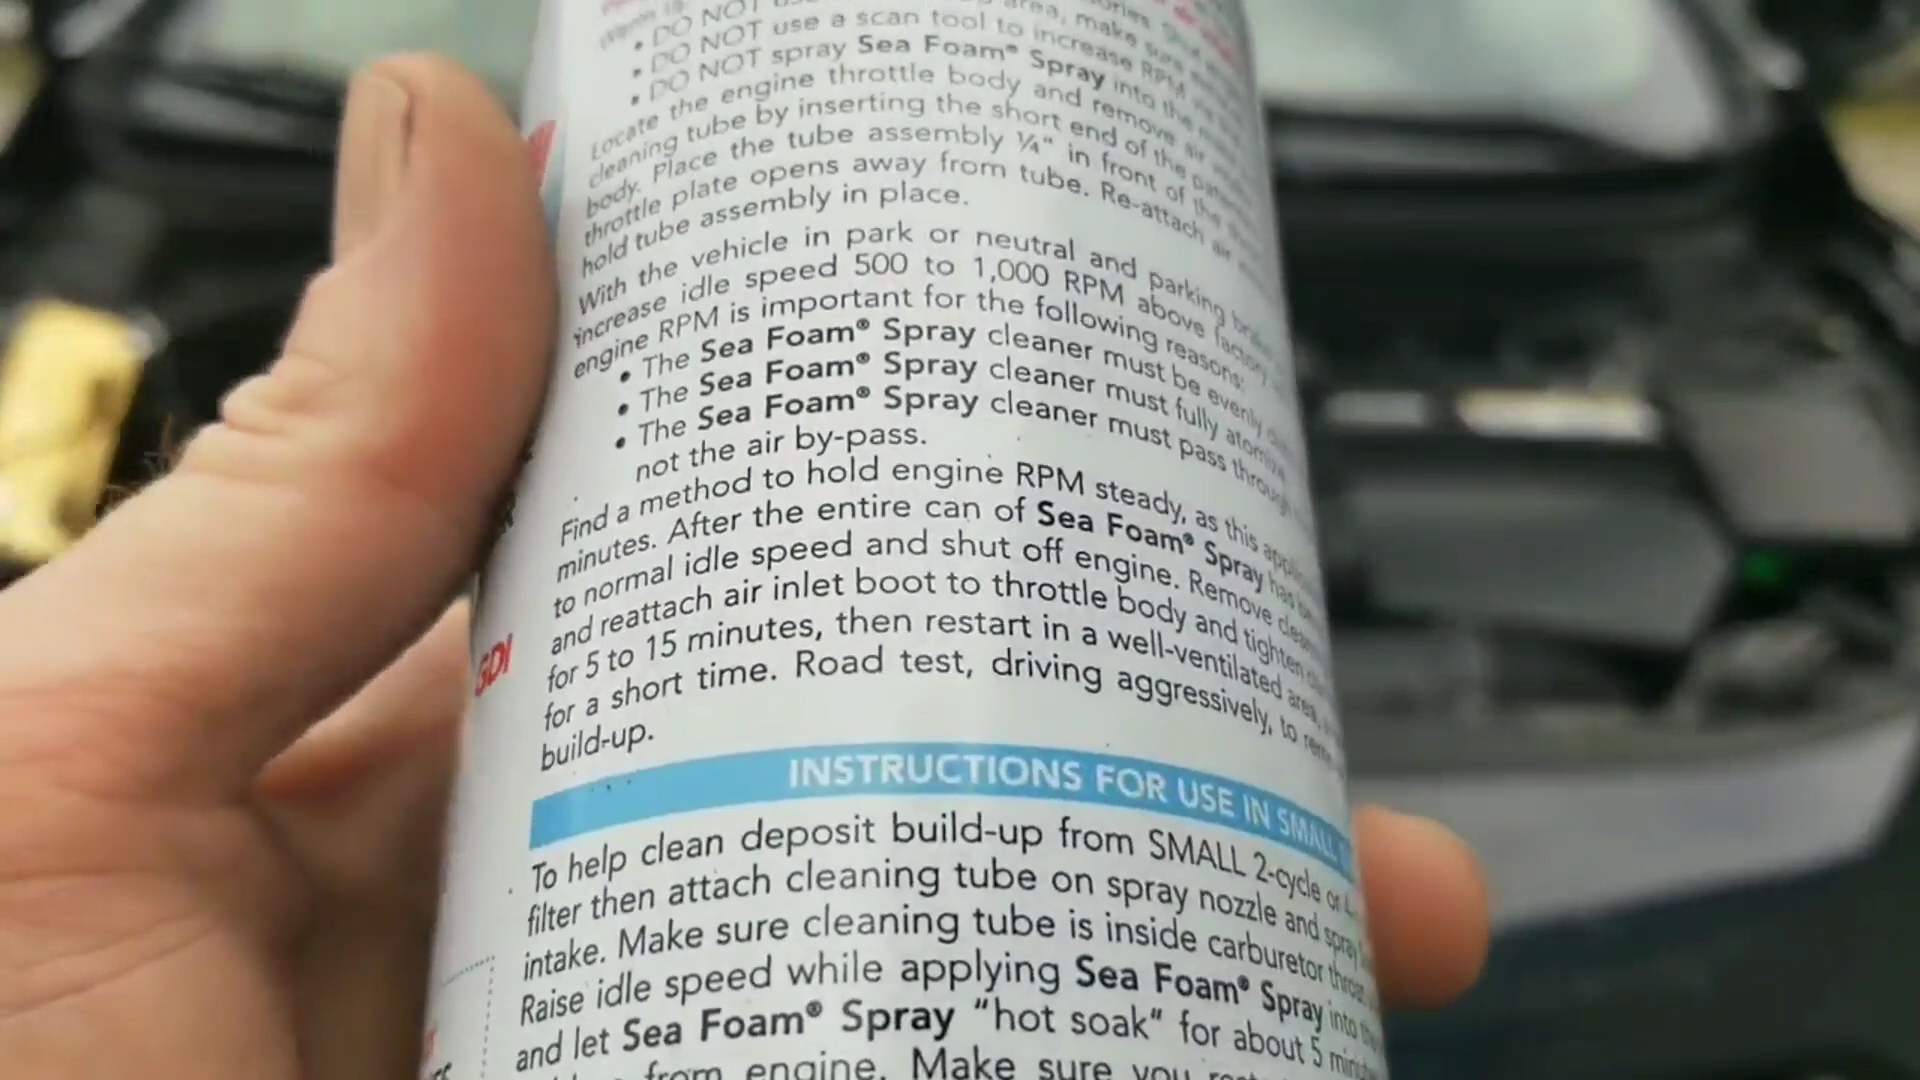 • DO NOT
• DO NOT use a scan tool to increase RPM
• DO NOT spray Sea Foam® Spray into the
Locate the engine throttle body and remove air
cleaning tube by inserting the short end of the
body. Place the tube assembly ¼" in front of the
throttle plate opens away from tube. Re-attach air
hold tube assembly in place.
With the vehicle in park or neutral and parking
increase idle speed 500 to 1,000 RPM above factory
engine RPM is important for the following reasons:
• The Sea Foam® Spray cleaner must be evenly
• The Sea Foam® Spray cleaner must fully atomize
• The Sea Foam® Spray cleaner must pass through
not the air by-pass.
Find a method to hold engine RPM steady, as this
minutes. After the entire can of Sea Foam® Spray has
to normal idle speed and shut off engine. Remove
and reattach air inlet boot to throttle body and tighten
for 5 to 15 minutes, then restart in a well-ventilated area,
for a short time. Road test, driving aggressively, to
build-up.
GDI
INSTRUCTIONS FOR USE IN SMALL
To help clean deposit build-up from SMALL 2-cycle or
filter then attach cleaning tube on spray nozzle and spray
intake. Make sure cleaning tube is inside carburetor throat
Raise idle speed while applying Sea Foam® Spray into
and let Sea Foam® Spray "hot soak" for about 5
from engine. Make sure you